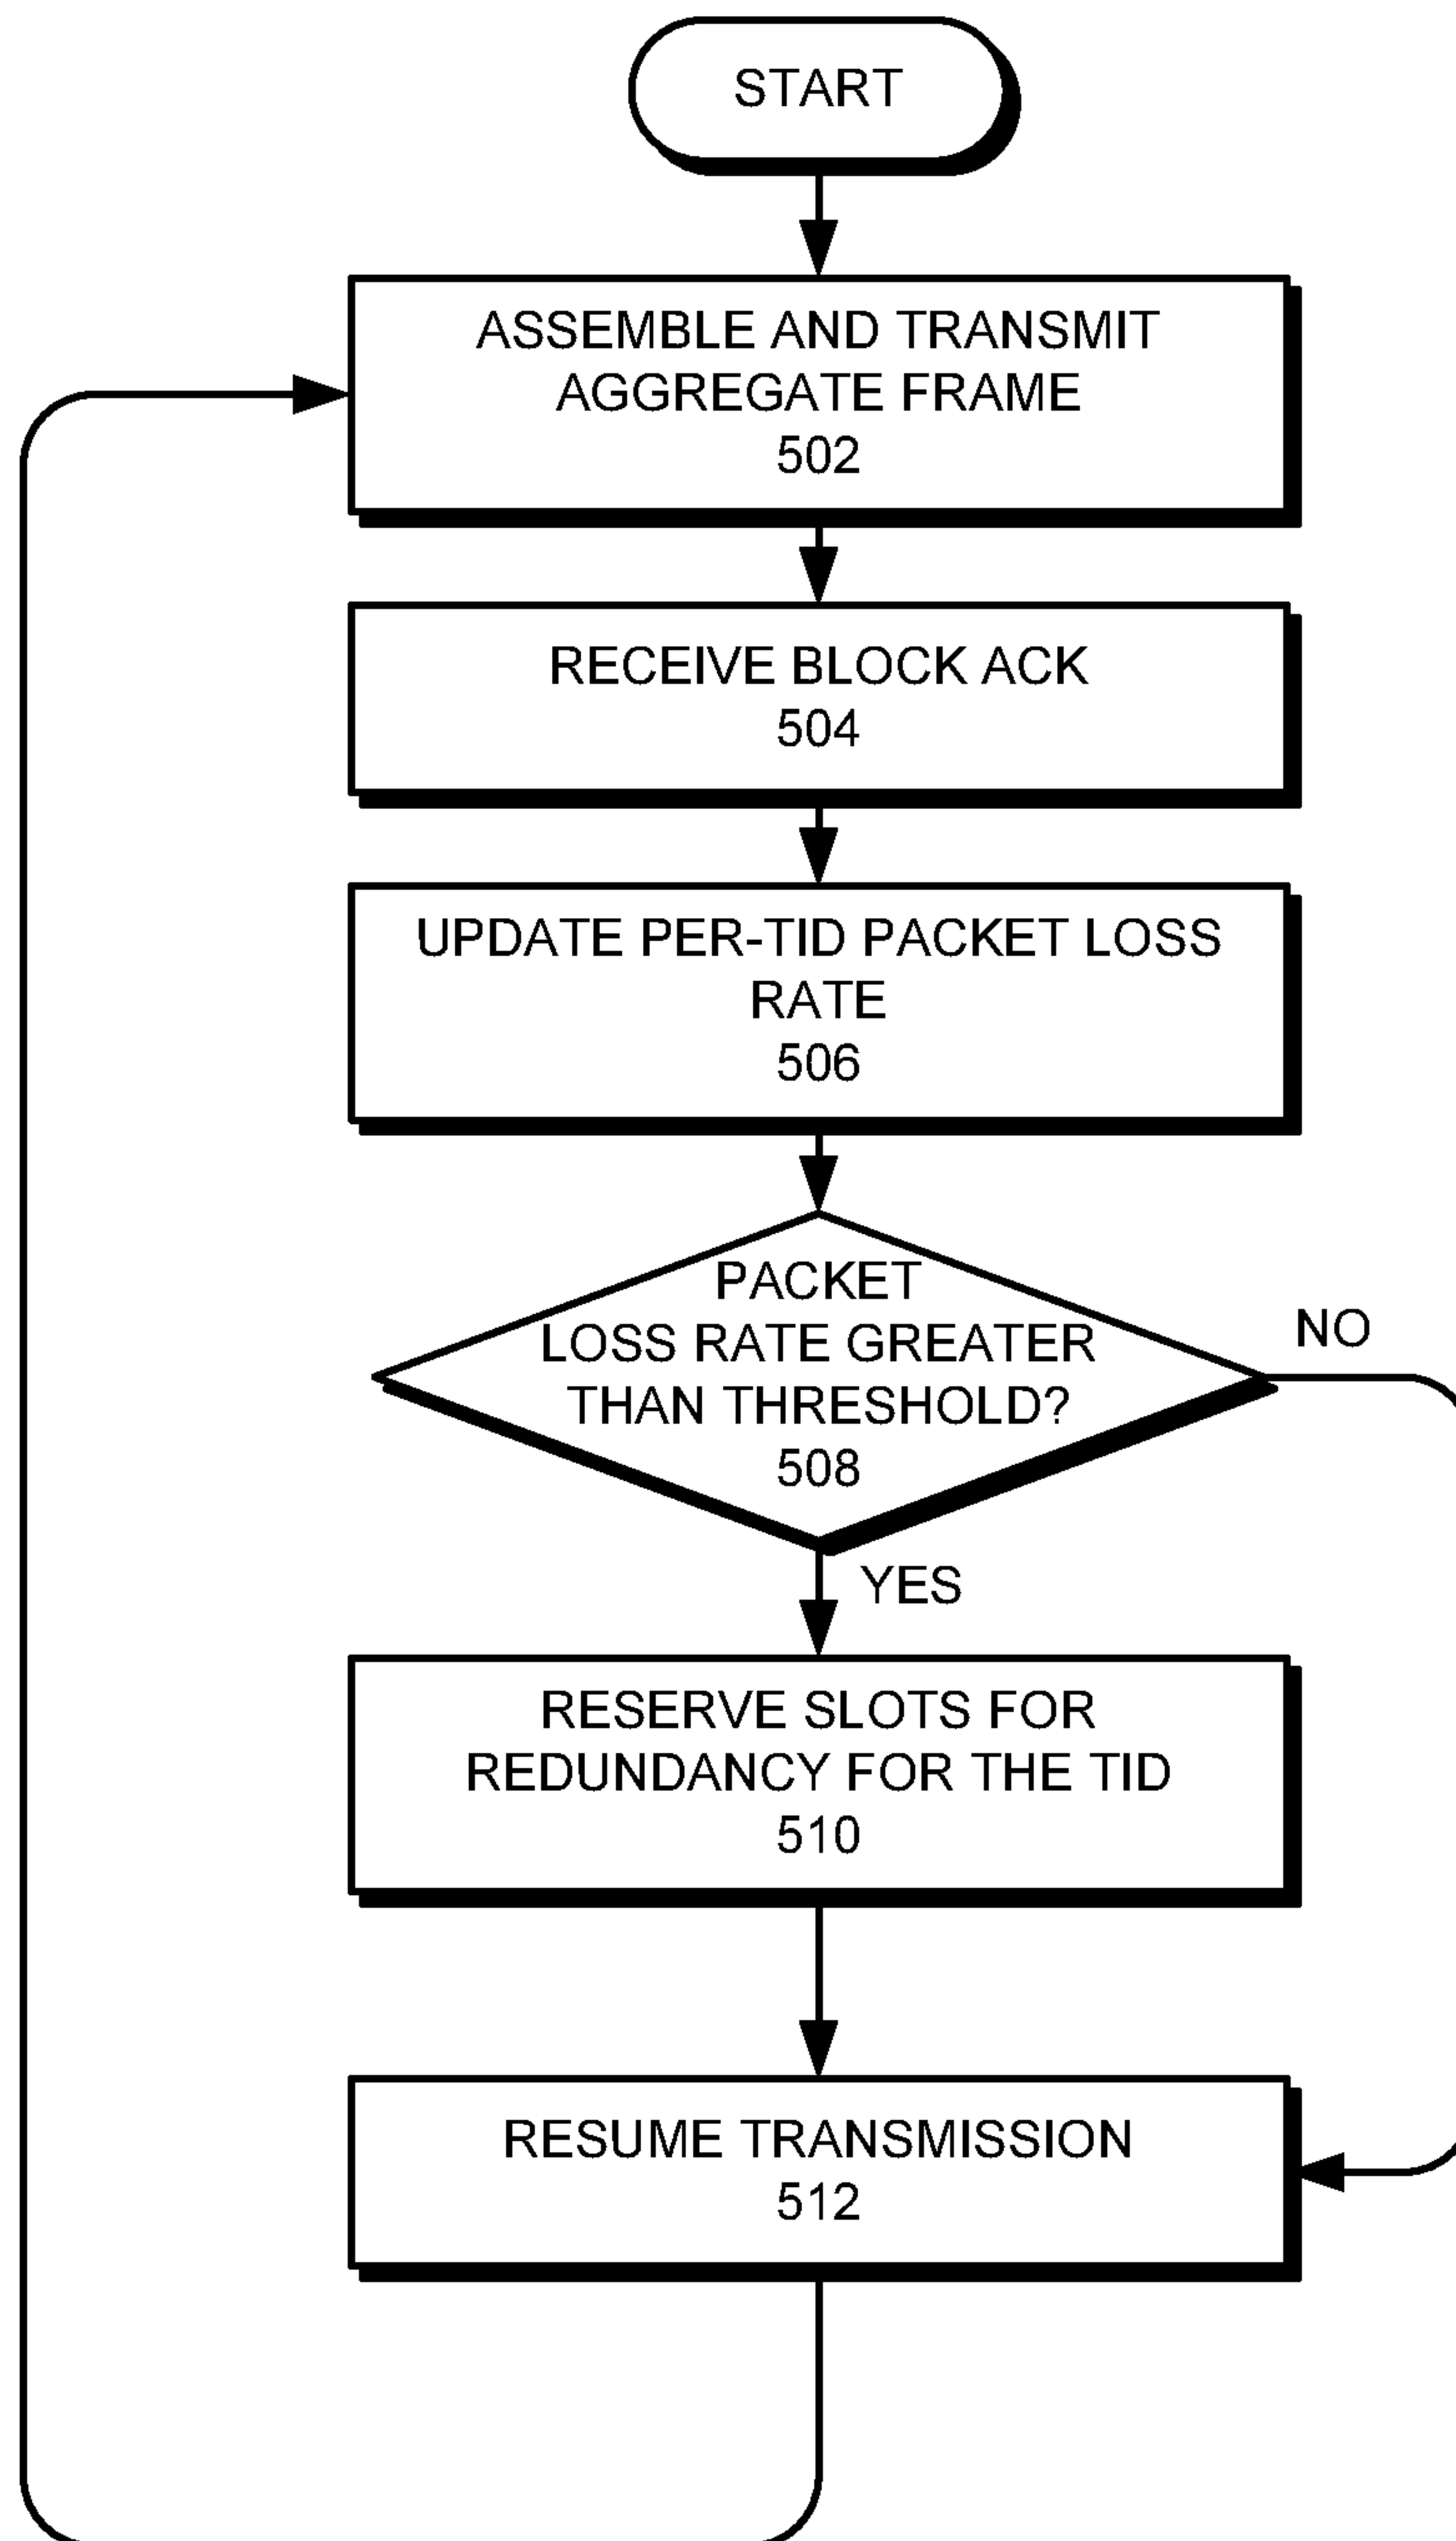 START
ASSEMBLE AND TRANSMIT
AGGREGATE FRAME
502
RECEIVE BLOCK ACK
504
UPDATE PER-TID PACKET LOSS
RATE
506
PACKET
LOSS RATE GREATER
THAN THRESHOLD?
508
NO
YES
RESERVE SLOTS FOR
REDUNDANCY FOR THE TID
510
RESUME TRANSMISSION
512